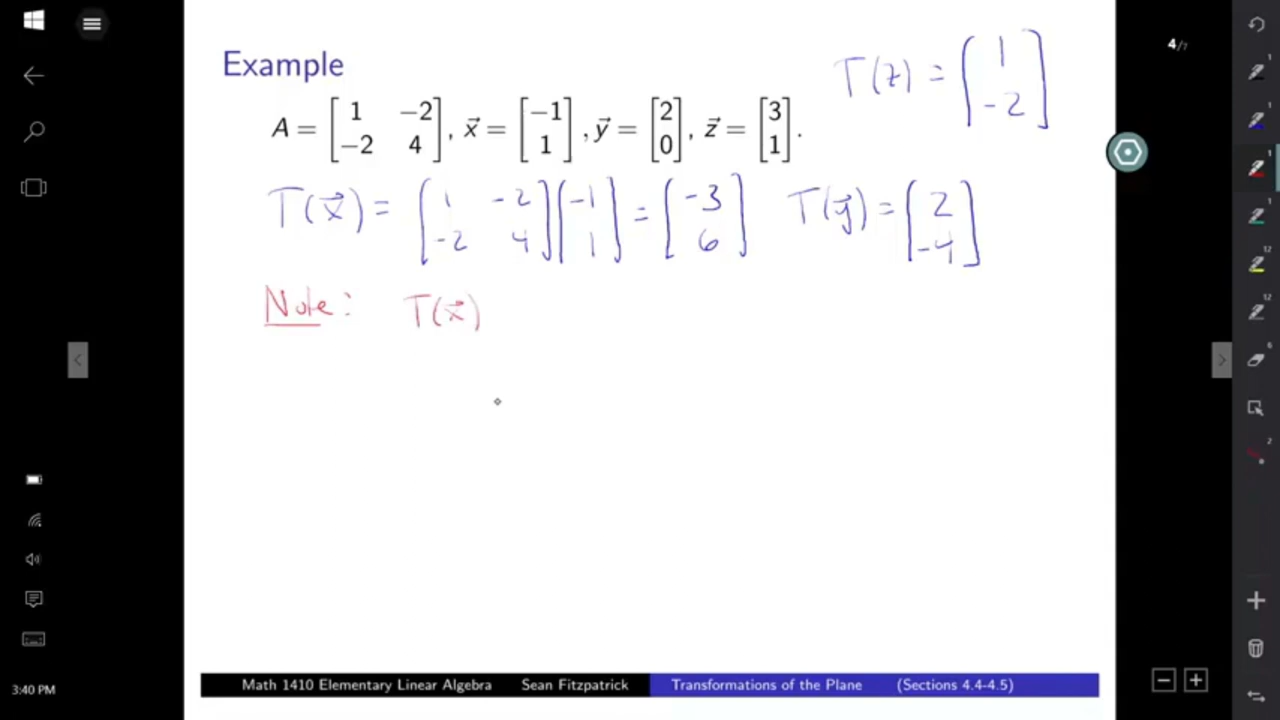 Example
T(z) = [1 -2]
4/7
A = [1 -2 -2 4], x⃗ = [-1 1], y⃗ = [2 0], z⃗ = [3 1].
T(x⃗) = [1 -2 -2 4][-1 1] = [-3 6] T(y⃗) = [2 -4]
Note: T(x⃗)
3:40 PM
Math 1410 Elementary Linear Algebra Sean Fitzpatrick Transformations of the Plane (Sections 4.4-4.5)